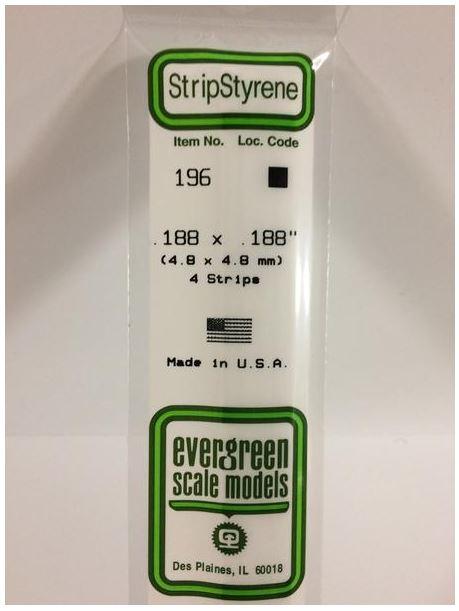 StripStyrene
Item No. Loc. Code
196
.188 x .188"
(4.8 x 4.8 mm)
4 Strips
Made in U.S.A.
evergreen
scale models
Des Plaines, IL 60018